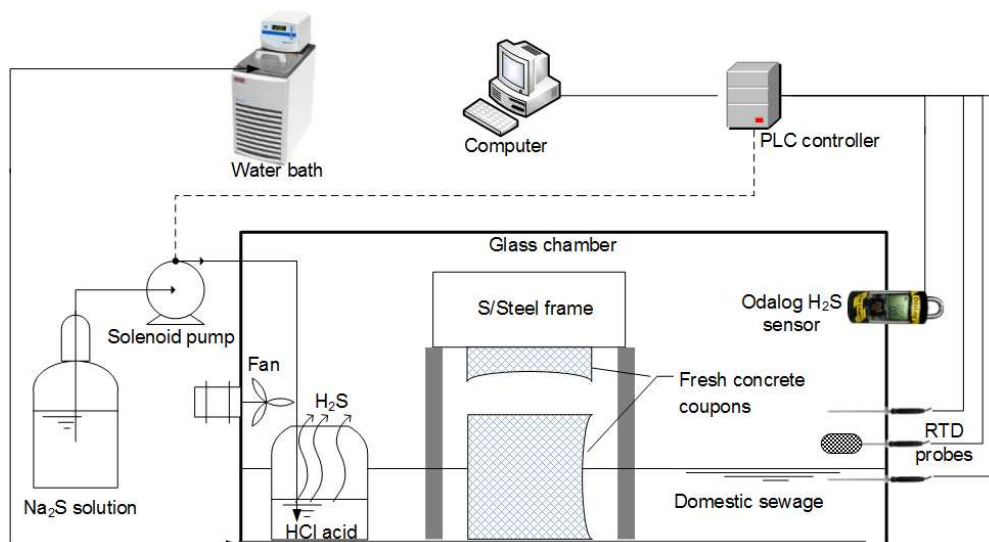 Water bath
Computer
PLC controller
Glass chamber
S/Steel frame
Odalog H₂S
sensor
Solenoid pump
Fan
H₂S
Fresh concrete
coupons
RTD
probes
Na₂S solution
HCl acid
Domestic sewage